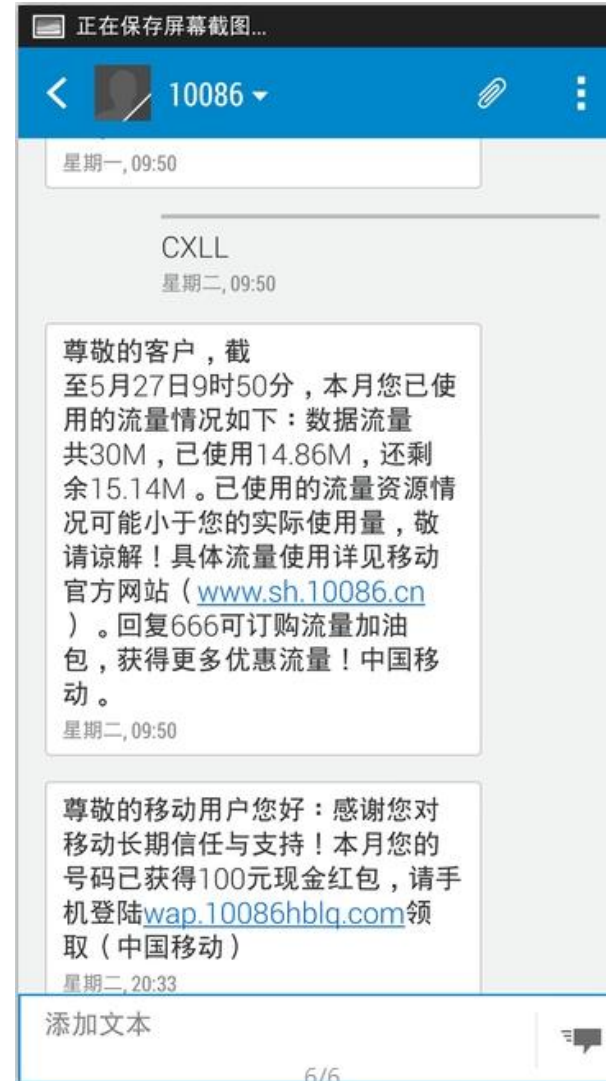 正在保存屏幕截图...
10086
星期一, 09:50
CXLL
星期二, 09:50
尊敬的客户，截
至5月27日9时50分，本月您已使
用的流量情况如下：数据流量
共30M，已使用14.86M，还剩
余15.14M。已使用的流量资源情
况可能小于您的实际使用量，敬
请谅解！具体流量使用详见移动
官方网站（www.sh.10086.cn
）。回复666可订购流量加油
包，获得更多优惠流量！中国移
动。
星期二, 09:50
尊敬的移动用户您好：感谢您对
移动长期信任与支持！本月您的
号码已获得100元现金红包，请手
机登陆wap.10086hblq.com领
取（中国移动）
星期二, 20:33
添加文本
6/6